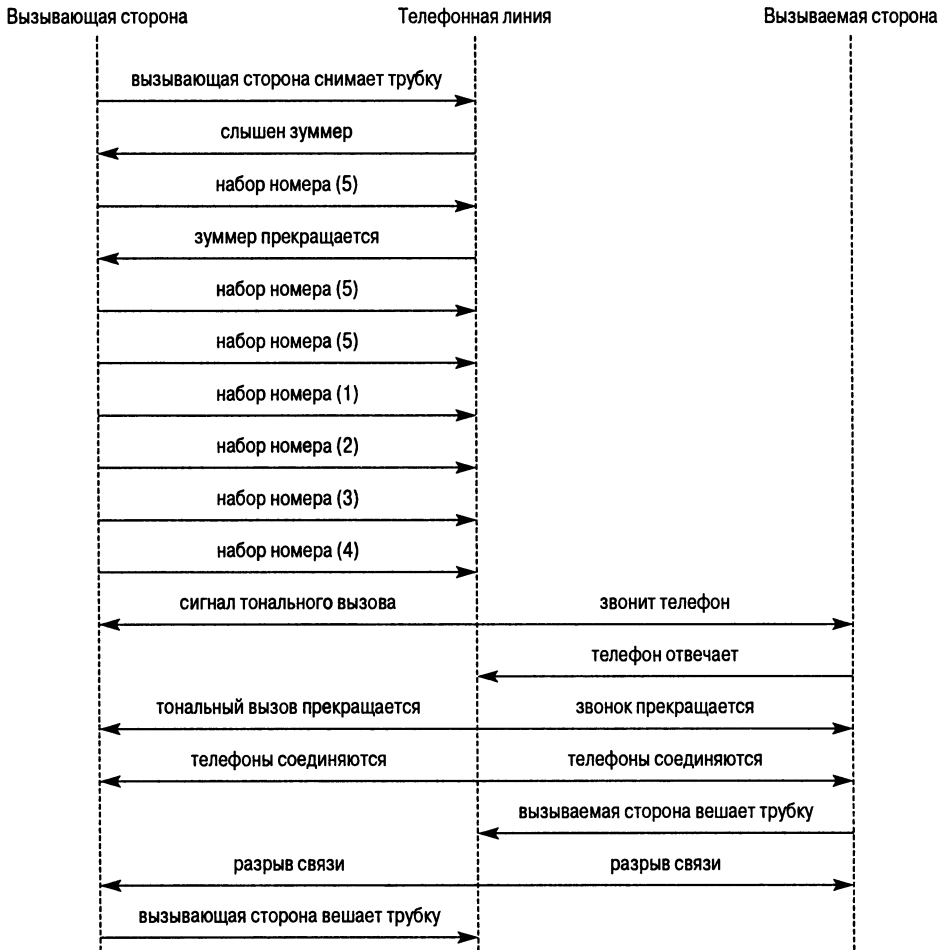 Вызывающая сторона Телефонная линия Вызываемая сторона
вызывающая сторона снимает трубку
слышен зуммер
набор номера (5)
зуммер прекращается
набор номера (5)
набор номера (5)
набор номера (1)
набор номера (2)
набор номера (3)
набор номера (4)
сигнал тонального вызова звонит телефон
телефон отвечает
тональный вызов прекращается звонок прекращается
телефоны соединяются телефоны соединяются
вызываемая сторона вешает трубку
разрыв связи разрыв связи
вызывающая сторона вешает трубку